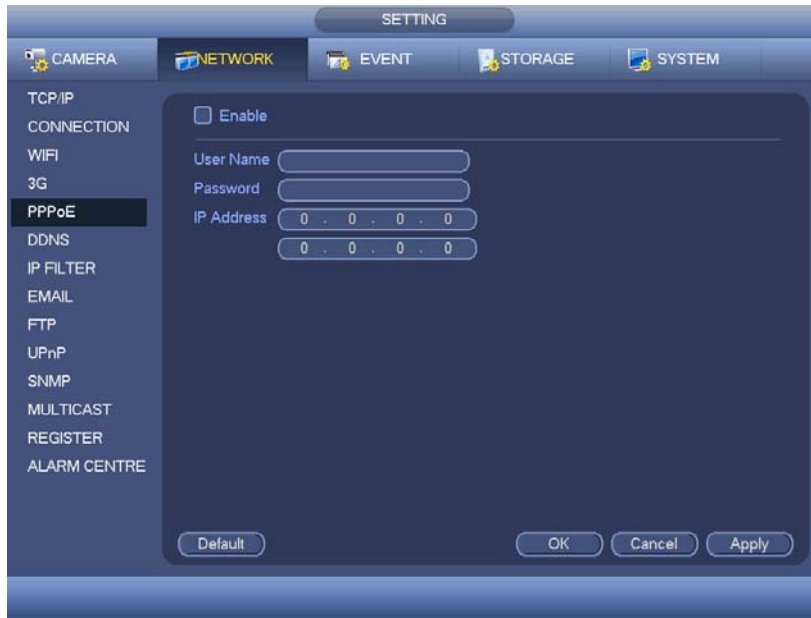 SETTING
CAMERA NETWORK EVENT STORAGE SYSTEM
TCP/IP
CONNECTION
WIFI
3G
PPPoE
DDNS
IP FILTER
EMAIL
FTP
UPnP
SNMP
MULTICAST
REGISTER
ALARM CENTRE
Enable
User Name
Password
IP Address 0 . 0 . 0 . 0
0 . 0 . 0 . 0
Default OK Cancel Apply